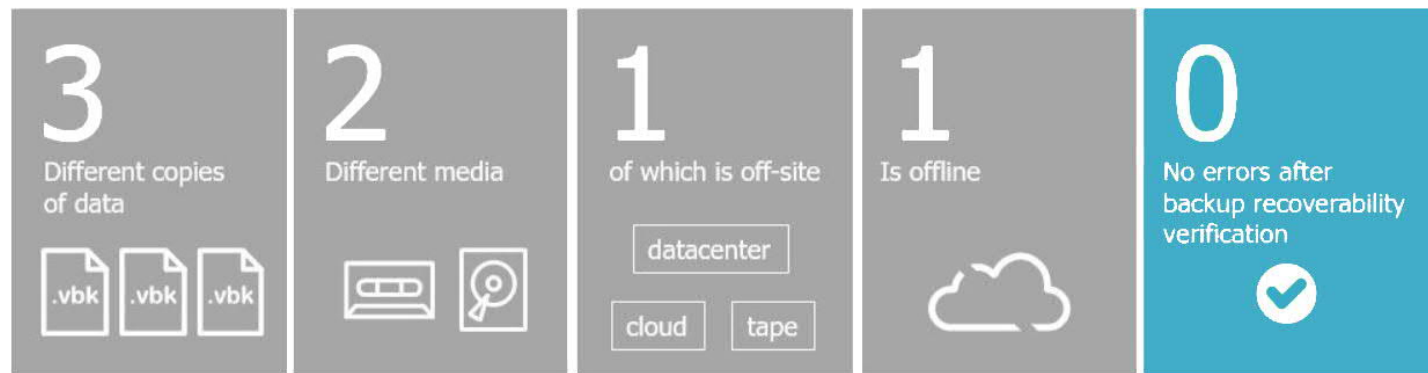 3
Different copies
of data
.vbk .vbk .vbk
2
Different media
1
of which is off-site
datacenter
cloud tape
1
Is offline
0
No errors after
backup recoverability
verification